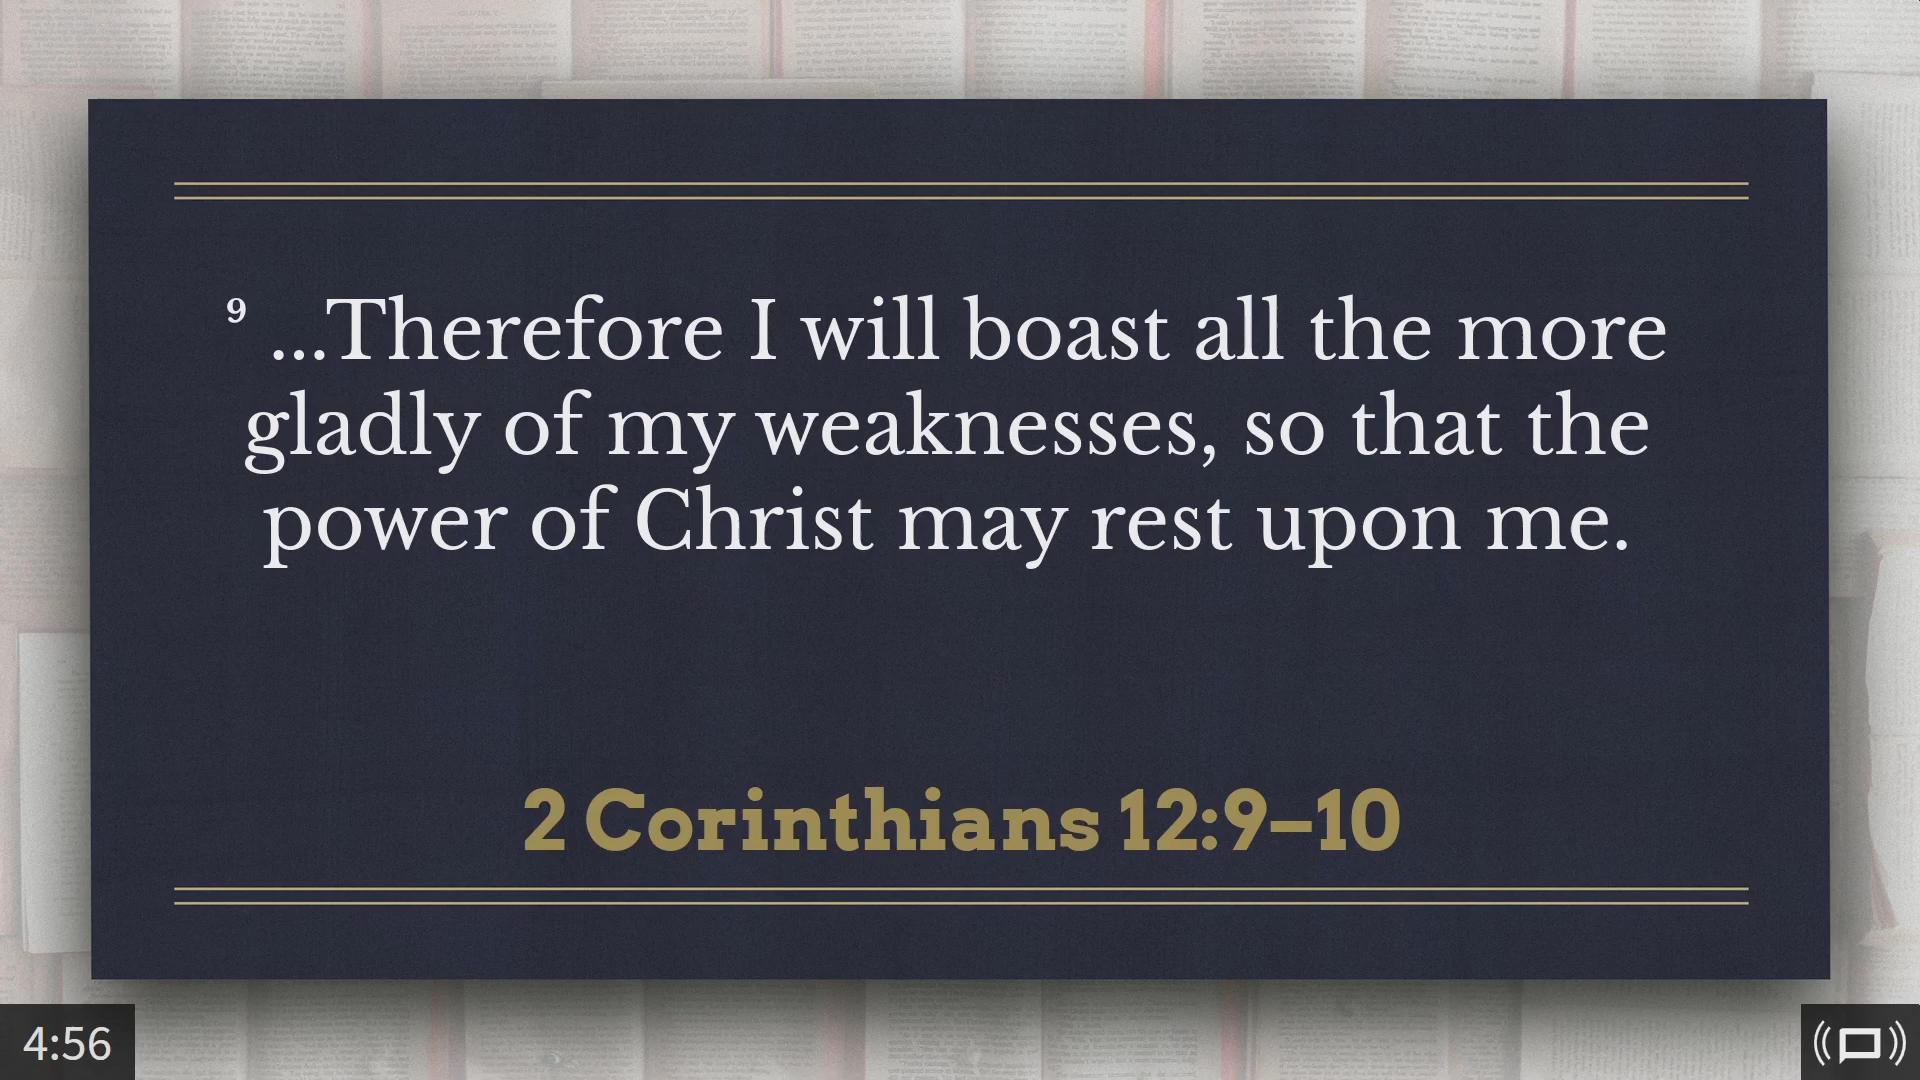 ⁹ ...Therefore I will boast all the more
gladly of my weaknesses, so that the
power of Christ may rest upon me.
2 Corinthians 12:9–10
4:56